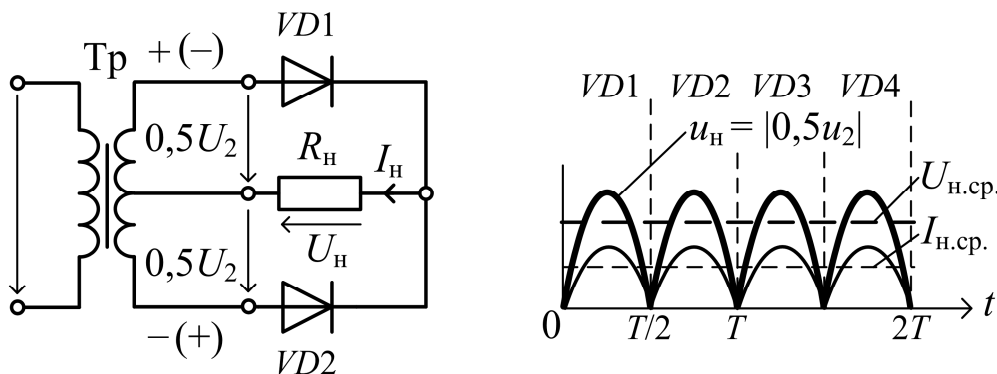 VD1
Тр
+ (–)
0,5U₂
Rн
Iн
Uн
0,5U₂
– (+)
VD2
VD1 VD2 VD3 VD4
uн = |0,5u₂|
Uн.ср.
Iн.ср.
0 T/2 T 2T t